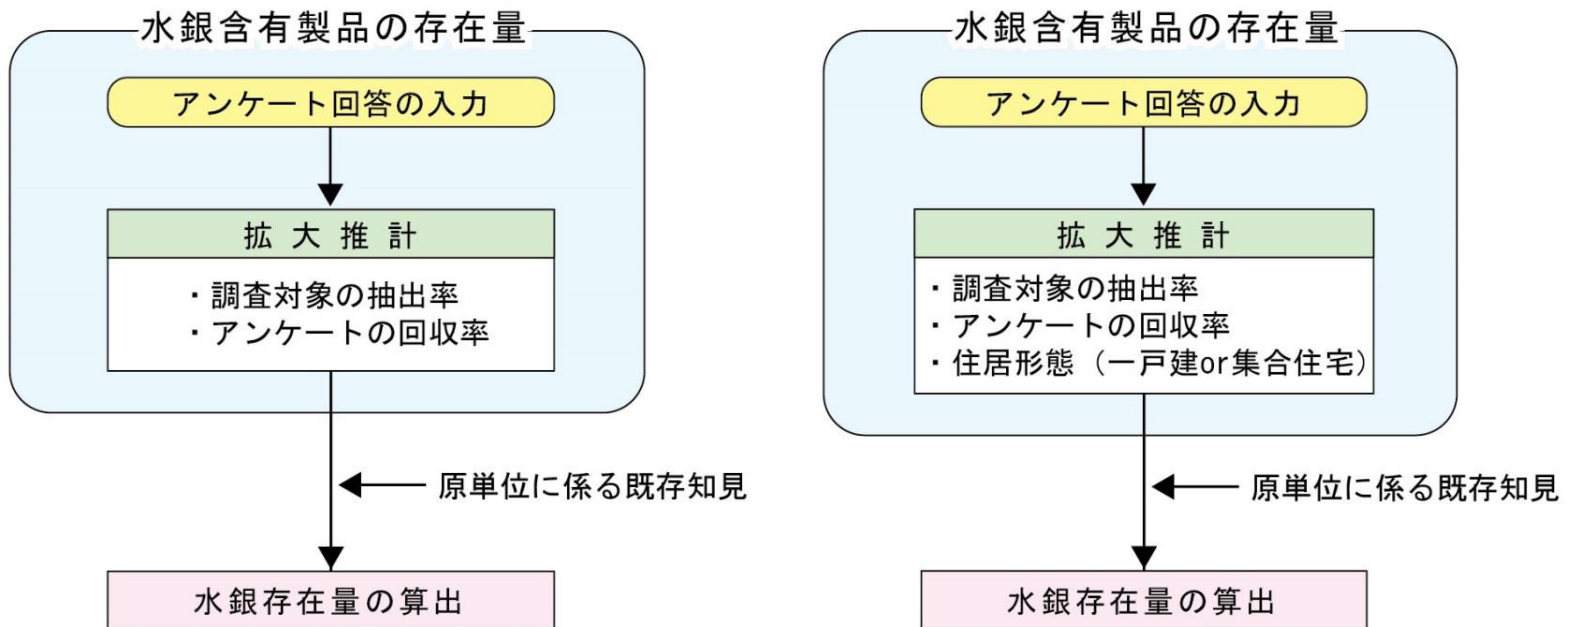 水銀含有製品の存在量
アンケート回答の入力
拡大推計
・調査対象の抽出率
・アンケートの回収率
原単位に係る既存知見
水銀存在量の算出
水銀含有製品の存在量
アンケート回答の入力
拡大推計
・調査対象の抽出率
・アンケートの回収率
・住居形態（一戸建or集合住宅）
原単位に係る既存知見
水銀存在量の算出